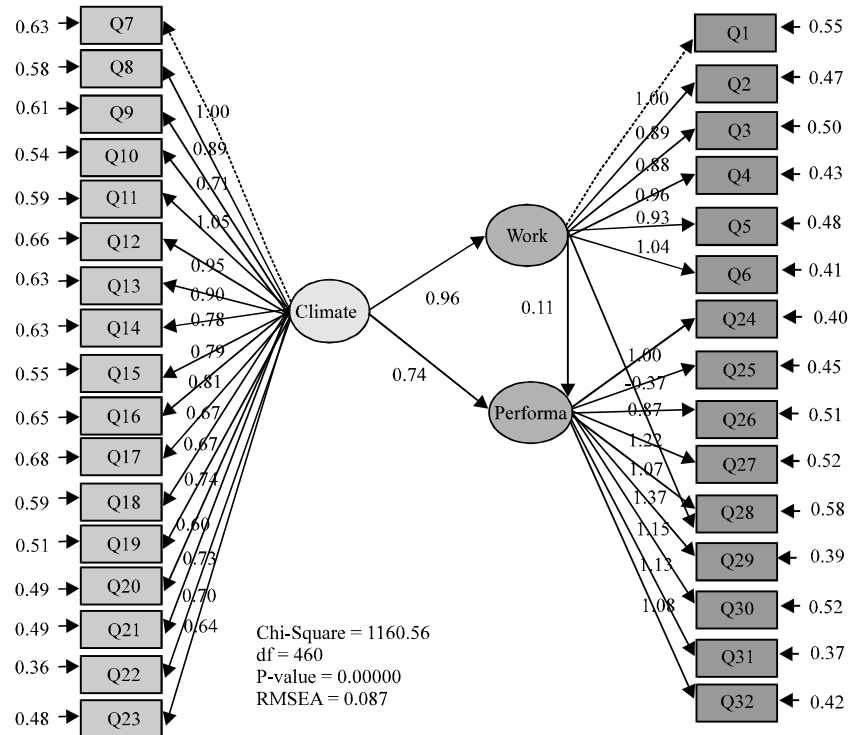 0.63 Q7
0.58 Q8
0.61 Q9
0.54 Q10
0.59 Q11
0.66 Q12
0.63 Q13
0.63 Q14
0.55 Q15
0.65 Q16
0.68 Q17
0.59 Q18
0.51 Q19
0.49 Q20
0.49 Q21
0.36 Q22
0.48 Q23
1.00
0.89
0.71
1.05
0.95
0.90
0.78
0.79
0.81
0.67
0.67
0.74
0.60
0.73
0.70
0.64
Climate
0.96
0.74
Work
0.11
Performa
1.00
0.89
0.88
0.96
0.93
1.04
1.00
-0.37
0.87
1.22
1.07
1.37
1.15
1.13
1.08
Q1 0.55
Q2 0.47
Q3 0.50
Q4 0.43
Q5 0.48
Q6 0.41
Q24 0.40
Q25 0.45
Q26 0.51
Q27 0.52
Q28 0.58
Q29 0.39
Q30 0.52
Q31 0.37
Q32 0.42
Chi-Square = 1160.56
df = 460
P-value = 0.00000
RMSEA = 0.087